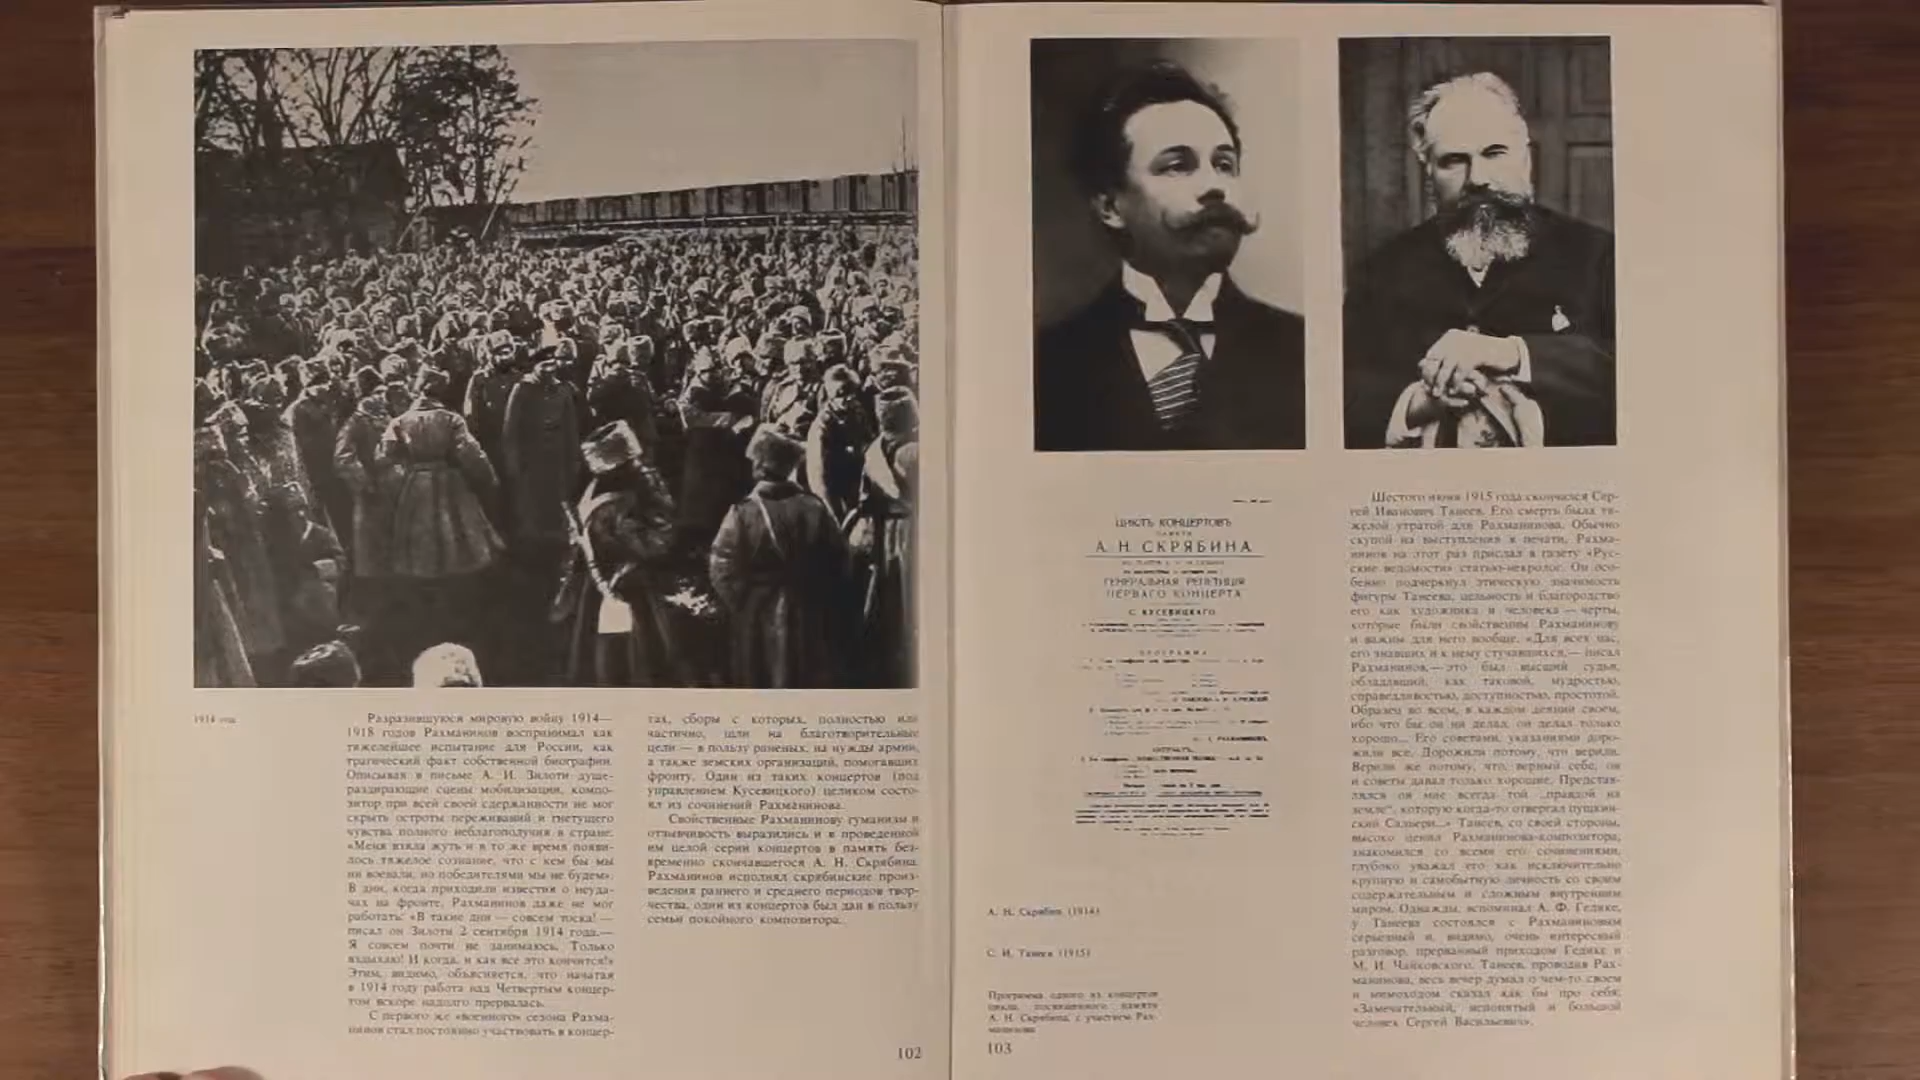 1914 год
Разразившуюся мировую войну 1914—
1918 годов Рахманинов воспринимал как
тяжелейшее испытание для России, как
трагический факт собственной биографии.
Описывая в письме А. И. Зилоти душе-
раздирающие сцены мобилизации, компо-
зитор при всей своей сдержанности не мог
скрыть остроты переживаний и гнетущего
чувства полного неблагополучия в стране:
«Меня взяла жуть и в то же время появи-
лось тяжелое сознание, что с кем бы мы
ни воевали, но победителями мы не будем».
В дни, когда приходили известия о неуда-
чах на фронте, Рахманинов даже не мог
работать: «В такие дни — совсем тоска! —
писал он Зилоти 2 сентября 1914 года.—
Я совсем почти не занимаюсь. Только
вздыхаю! И когда, и как все это кончится!»
Этим, видимо, объясняется, что начатая
в 1914 году работа над Четвертым концер-
том вскоре надолго прервалась.
С первого же «военного» сезона Рахма-
нинов стал постоянно участвовать в концер-
тах, сборы с которых, полностью или
частично, шли на благотворительные
цели — в пользу раненых, на нужды армии,
а также земских организаций, помогавших
фронту. Один из таких концертов (под
управлением Кусевицкого) целиком состо-
ял из сочинений Рахманинова.
Свойственные Рахманинову гуманизм и
отзывчивость выразились и в проведенной
им целой серии концертов в память без-
временно скончавшегося А. Н. Скрябина.
Рахманинов исполнял скрябинские произ-
ведения раннего и среднего периодов твор-
чества, один из концертов был дан в пользу
семьи покойного композитора.
102
ЦИКЛЪ КОНЦЕРТОВЪ
ПАМЯТИ
А. Н. СКРЯБИНА
ГЕНЕРАЛЬНАЯ РЕПЕТИЦІЯ
ПЕРВАГО КОНЦЕРТА
С. КУСЕВИЦКАГО
ПРОГРАММА
АНТРАКТЪ.
А. Н. Скрябин (1914)
С. И. Танеев (1915)
Программа одного из концертов
цикла, посвященного памяти
А. Н. Скрябина, с участием Рах-
манинова
103
Шестого июня 1915 года скончался Сер-
гей Иванович Танеев. Его смерть была тя-
желой утратой для Рахманинова. Обычно
скупой на выступления в печати, Рахма-
нинов на этот раз прислал в газету «Рус-
ские ведомости» статью-некролог. Он осо-
бенно подчеркнул этическую значимость
фигуры Танеева, цельность и благородство
его как художника и человека — черты,
которые были свойственны Рахманинову
и важны для него вообще. «Для всех нас,
его знавших и к нему стучавшихся,— писал
Рахманинов,— это был высший судья,
обладавший, как таковой, мудростью,
справедливостью, доступностью, простотой.
Образец во всем, в каждом деянии своем,
ибо что бы он ни делал, он делал только
хорошо... Его советами, указаниями доро-
жили все. Дорожили потому, что верили.
Верили же потому, что, верный себе, он
и советы давал только хорошие. Представ-
лялся он мне всегда той „правдой на
земле“, которую когда-то отвергал пушкин-
ский Сальери...» Танеев, со своей стороны,
высоко ценил Рахманинова-композитора,
знакомился со всеми его сочинениями,
глубоко уважал его как исключительно
крупную и самобытную личность со своим
содержательным и сложным внутренним
миром. Однажды, вспоминал А. Ф. Гедике,
у Танеева состоялся с Рахманиновым
серьезный и, видимо, очень интересный
разговор, прерванный приходом Гедике и
М. И. Чайковского. Танеев, проводив Рах-
манинова, весь вечер думал о чем-то своем
и мимоходом сказал как бы про себя:
«Замечательный, непонятый и большой
человек Сергей Васильевич».